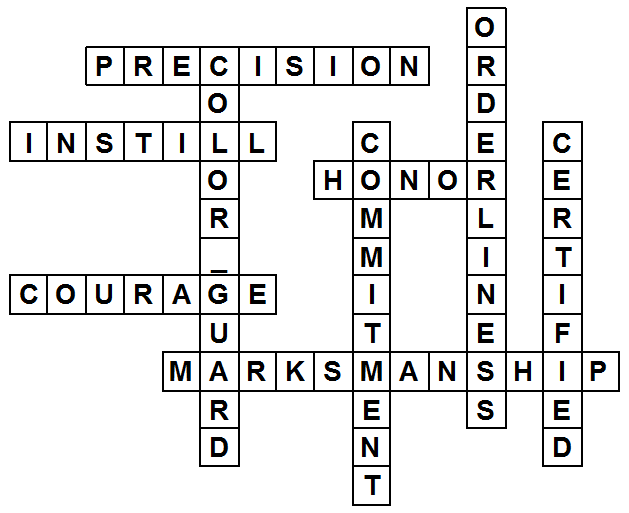 ORDERLINESS
PRECISION
COLOR_GUARD
INSTILL
COMMITMENT
CERTIFIED
HONOR
COURAGE
MARKSMANSHIP